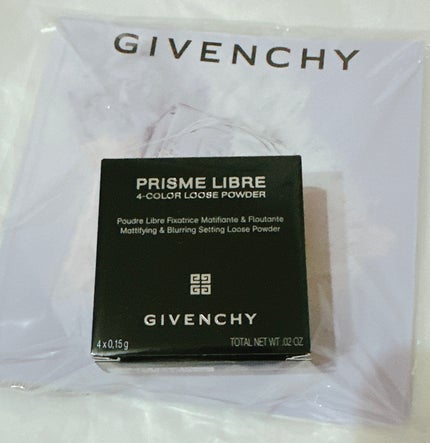 GIVENCHY
PRISME LIBRE
4-COLOR LOOSE POWDER
Poudre Libre Fixatrice Matifiante & Floutante
Mattifying & Blurring Setting Loose Powder
GIVENCHY
4 x 0,15 g TOTAL NET WT .02 OZ